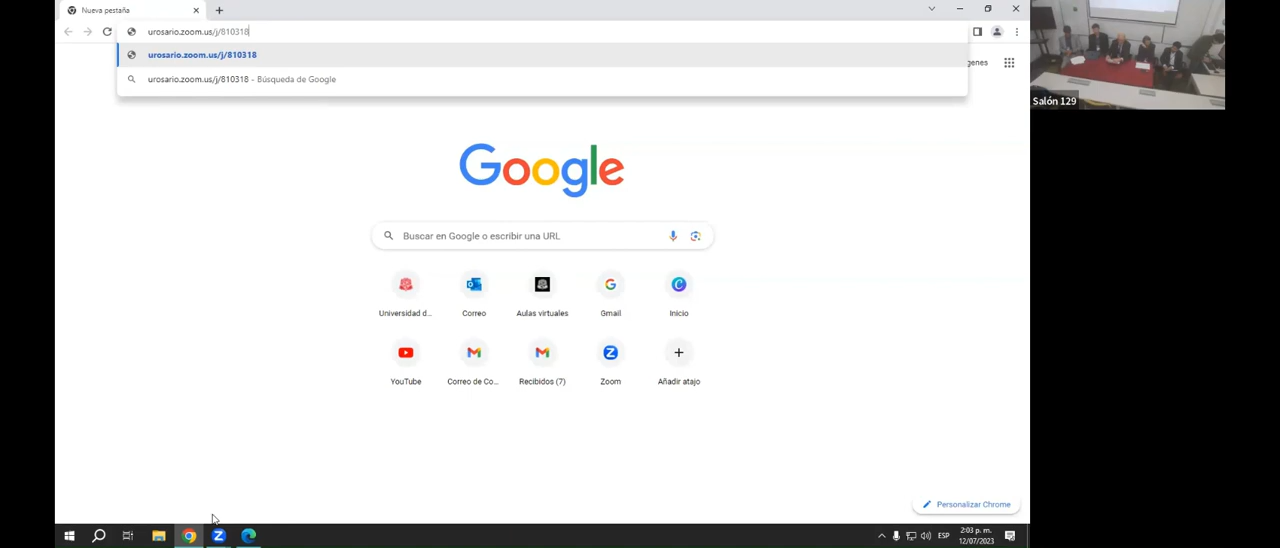 Nueva pestaña
urosario.zoom.us/j/810318
urosario.zoom.us/j/810318
urosario.zoom.us/j/810318 - Búsqueda de Google
genes
Salón 129
Google
Buscar en Google o escribir una URL
Universidad d...
Correo
Aulas virtuales
Gmail
Inicio
YouTube
Correo de Co...
Recibidos (7)
Zoom
Añadir atajo
Personalizar Chrome
ESP
2:03 p. m.
12/07/2023